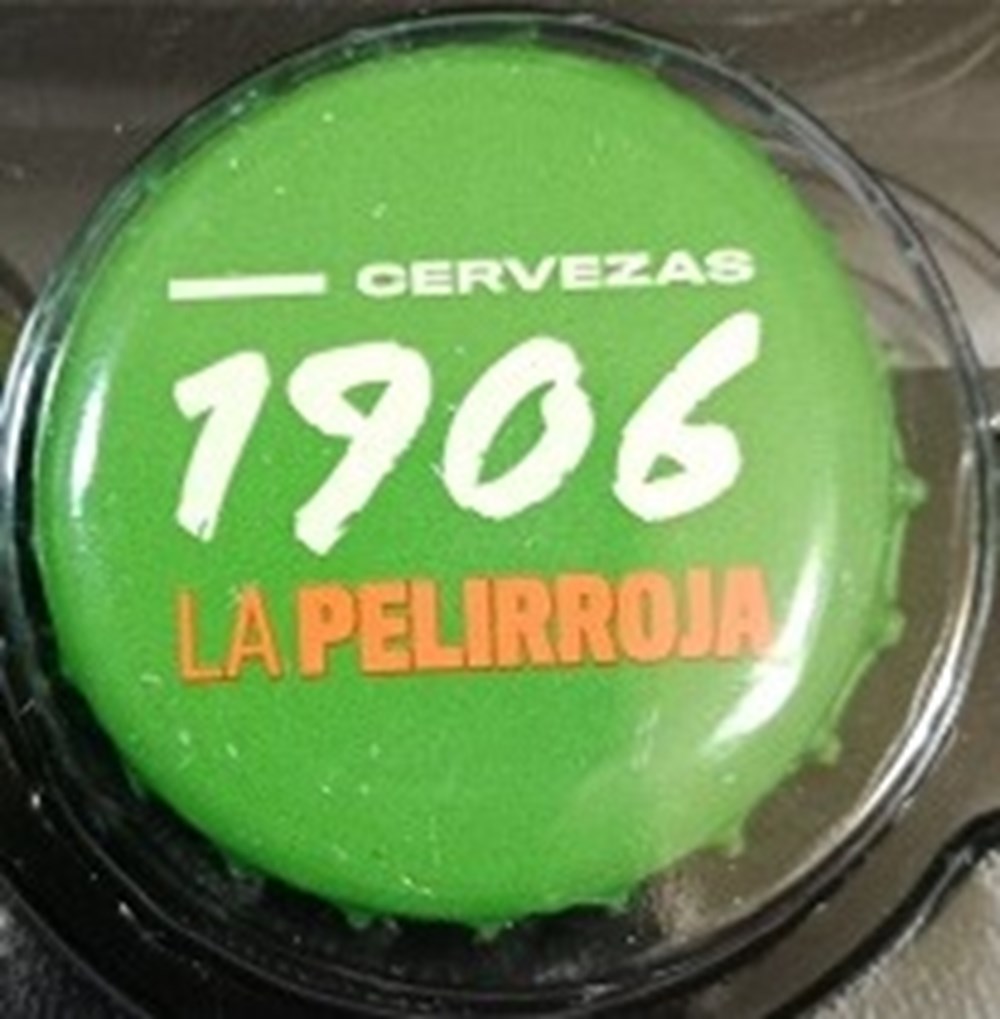 CERVEZAS
1906
LA PELIRROJA